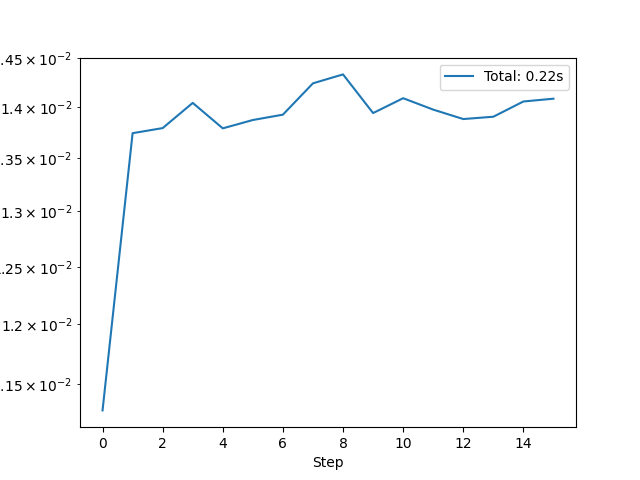 .45 × 10⁻²
1.4 × 10⁻²
.35 × 10⁻²
1.3 × 10⁻²
.25 × 10⁻²
1.2 × 10⁻²
.15 × 10⁻²
Total: 0.22s
0 2 4 6 8 10 12 14
Step